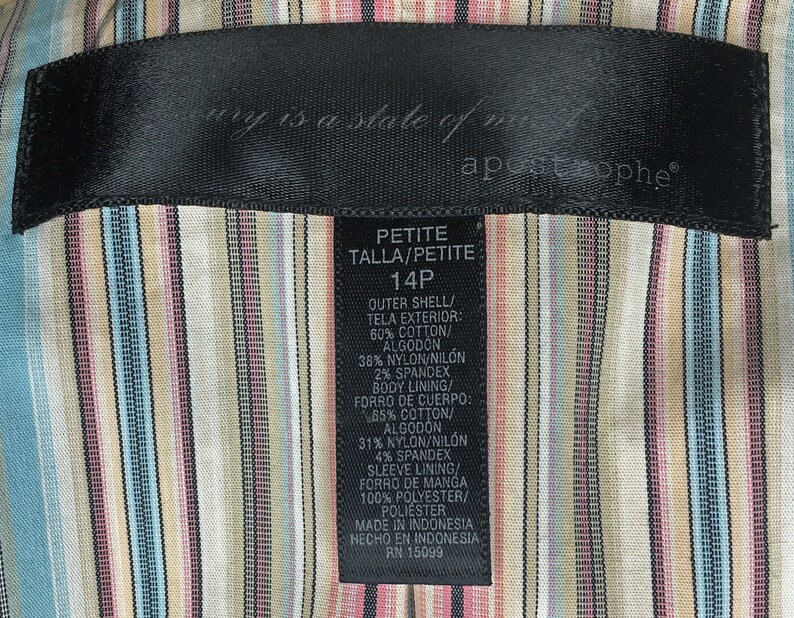 is a state of
apostrophe®
PETITE
TALLA/PETITE
14P
OUTER SHELL/
TELA EXTERIOR:
60% COTTON/
ALGODÓN
38% NYLON/NILÓN
2% SPANDEX
BODY LINING/
FORRO DE CUERPO:
65% COTTON/
ALGODÓN
31% NYLON/NILÓN
4% SPANDEX
SLEEVE LINING/
FORRO DE MANGA
100% POLYESTER/
POLIÉSTER
MADE IN INDONESIA
HECHO EN INDONESIA
RN 15099